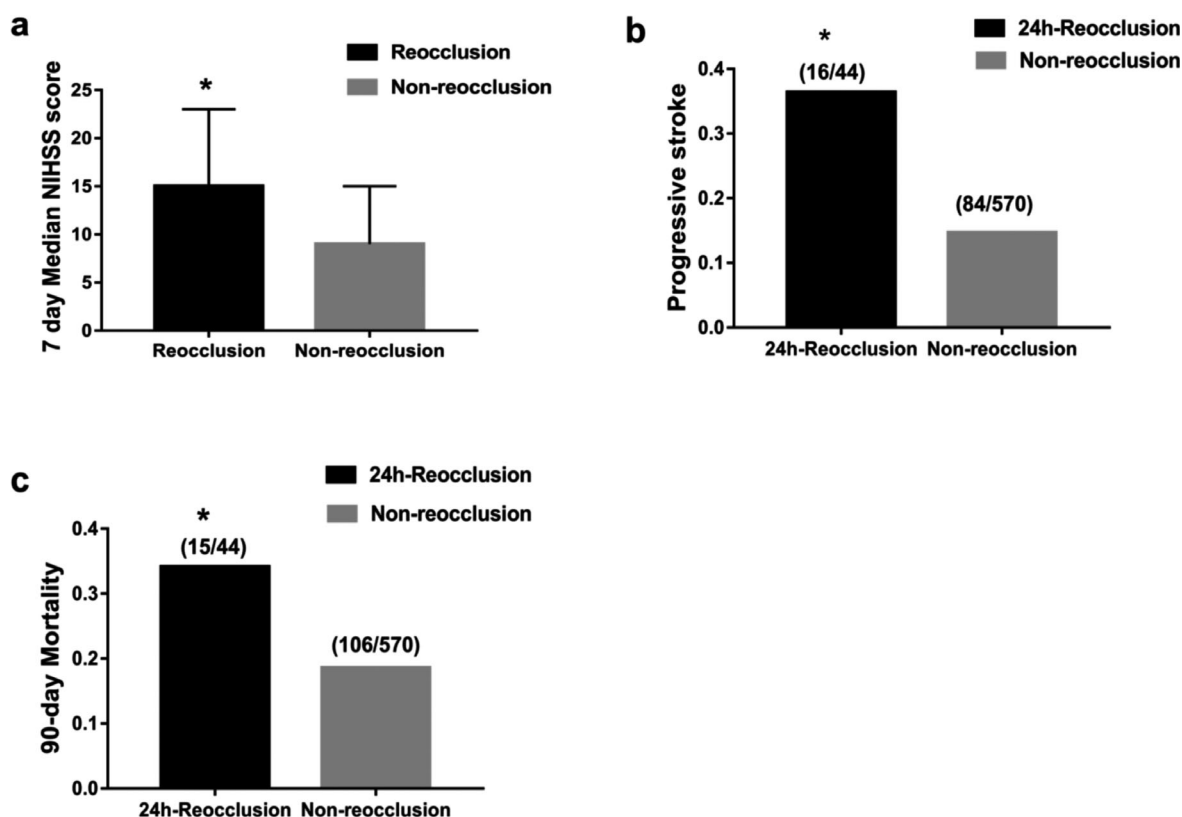 a
Reocclusion
Non-reocclusion
7 day Median NIHSS score
25
20
15
10
5
0
*
Reocclusion Non-reocclusion
b
24h-Reocclusion
Non-reocclusion
Progressive stroke
0.4
0.3
0.2
0.1
0.0
*
(16/44)
(84/570)
24h-Reocclusion Non-reocclusion
c
24h-Reocclusion
Non-reocclusion
90-day Mortality
0.4
0.3
0.2
0.1
0.0
*
(15/44)
(106/570)
24h-Reocclusion Non-reocclusion